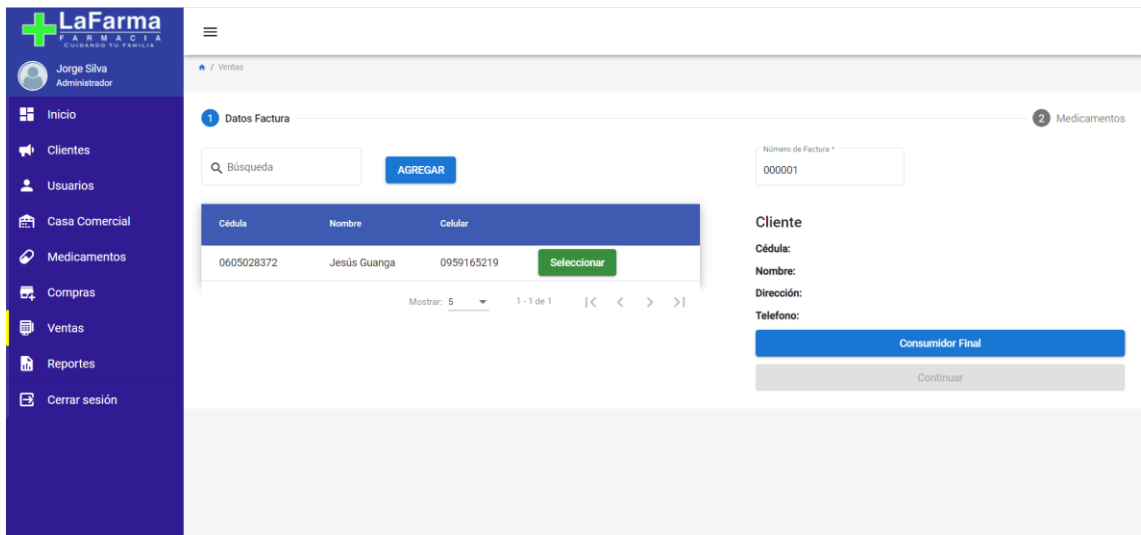 LaFarma
FARMACIA
CUIDANDO TU FAMILIA
Jorge Silva
Administrador
Inicio
Clientes
Usuarios
Casa Comercial
Medicamentos
Compras
Ventas
Reportes
Cerrar sesión
/ Ventas
1 Datos Factura
2 Medicamentos
Búsqueda
AGREGAR
Cédula Nombre Celular
0605028372 Jesús Guanga 0959165219 Seleccionar
Mostrar: 5 1 - 1 de 1 |< < > >|
Número de Factura *
000001
Cliente
Cédula:
Nombre:
Dirección:
Telefono:
Consumidor Final
Continuar